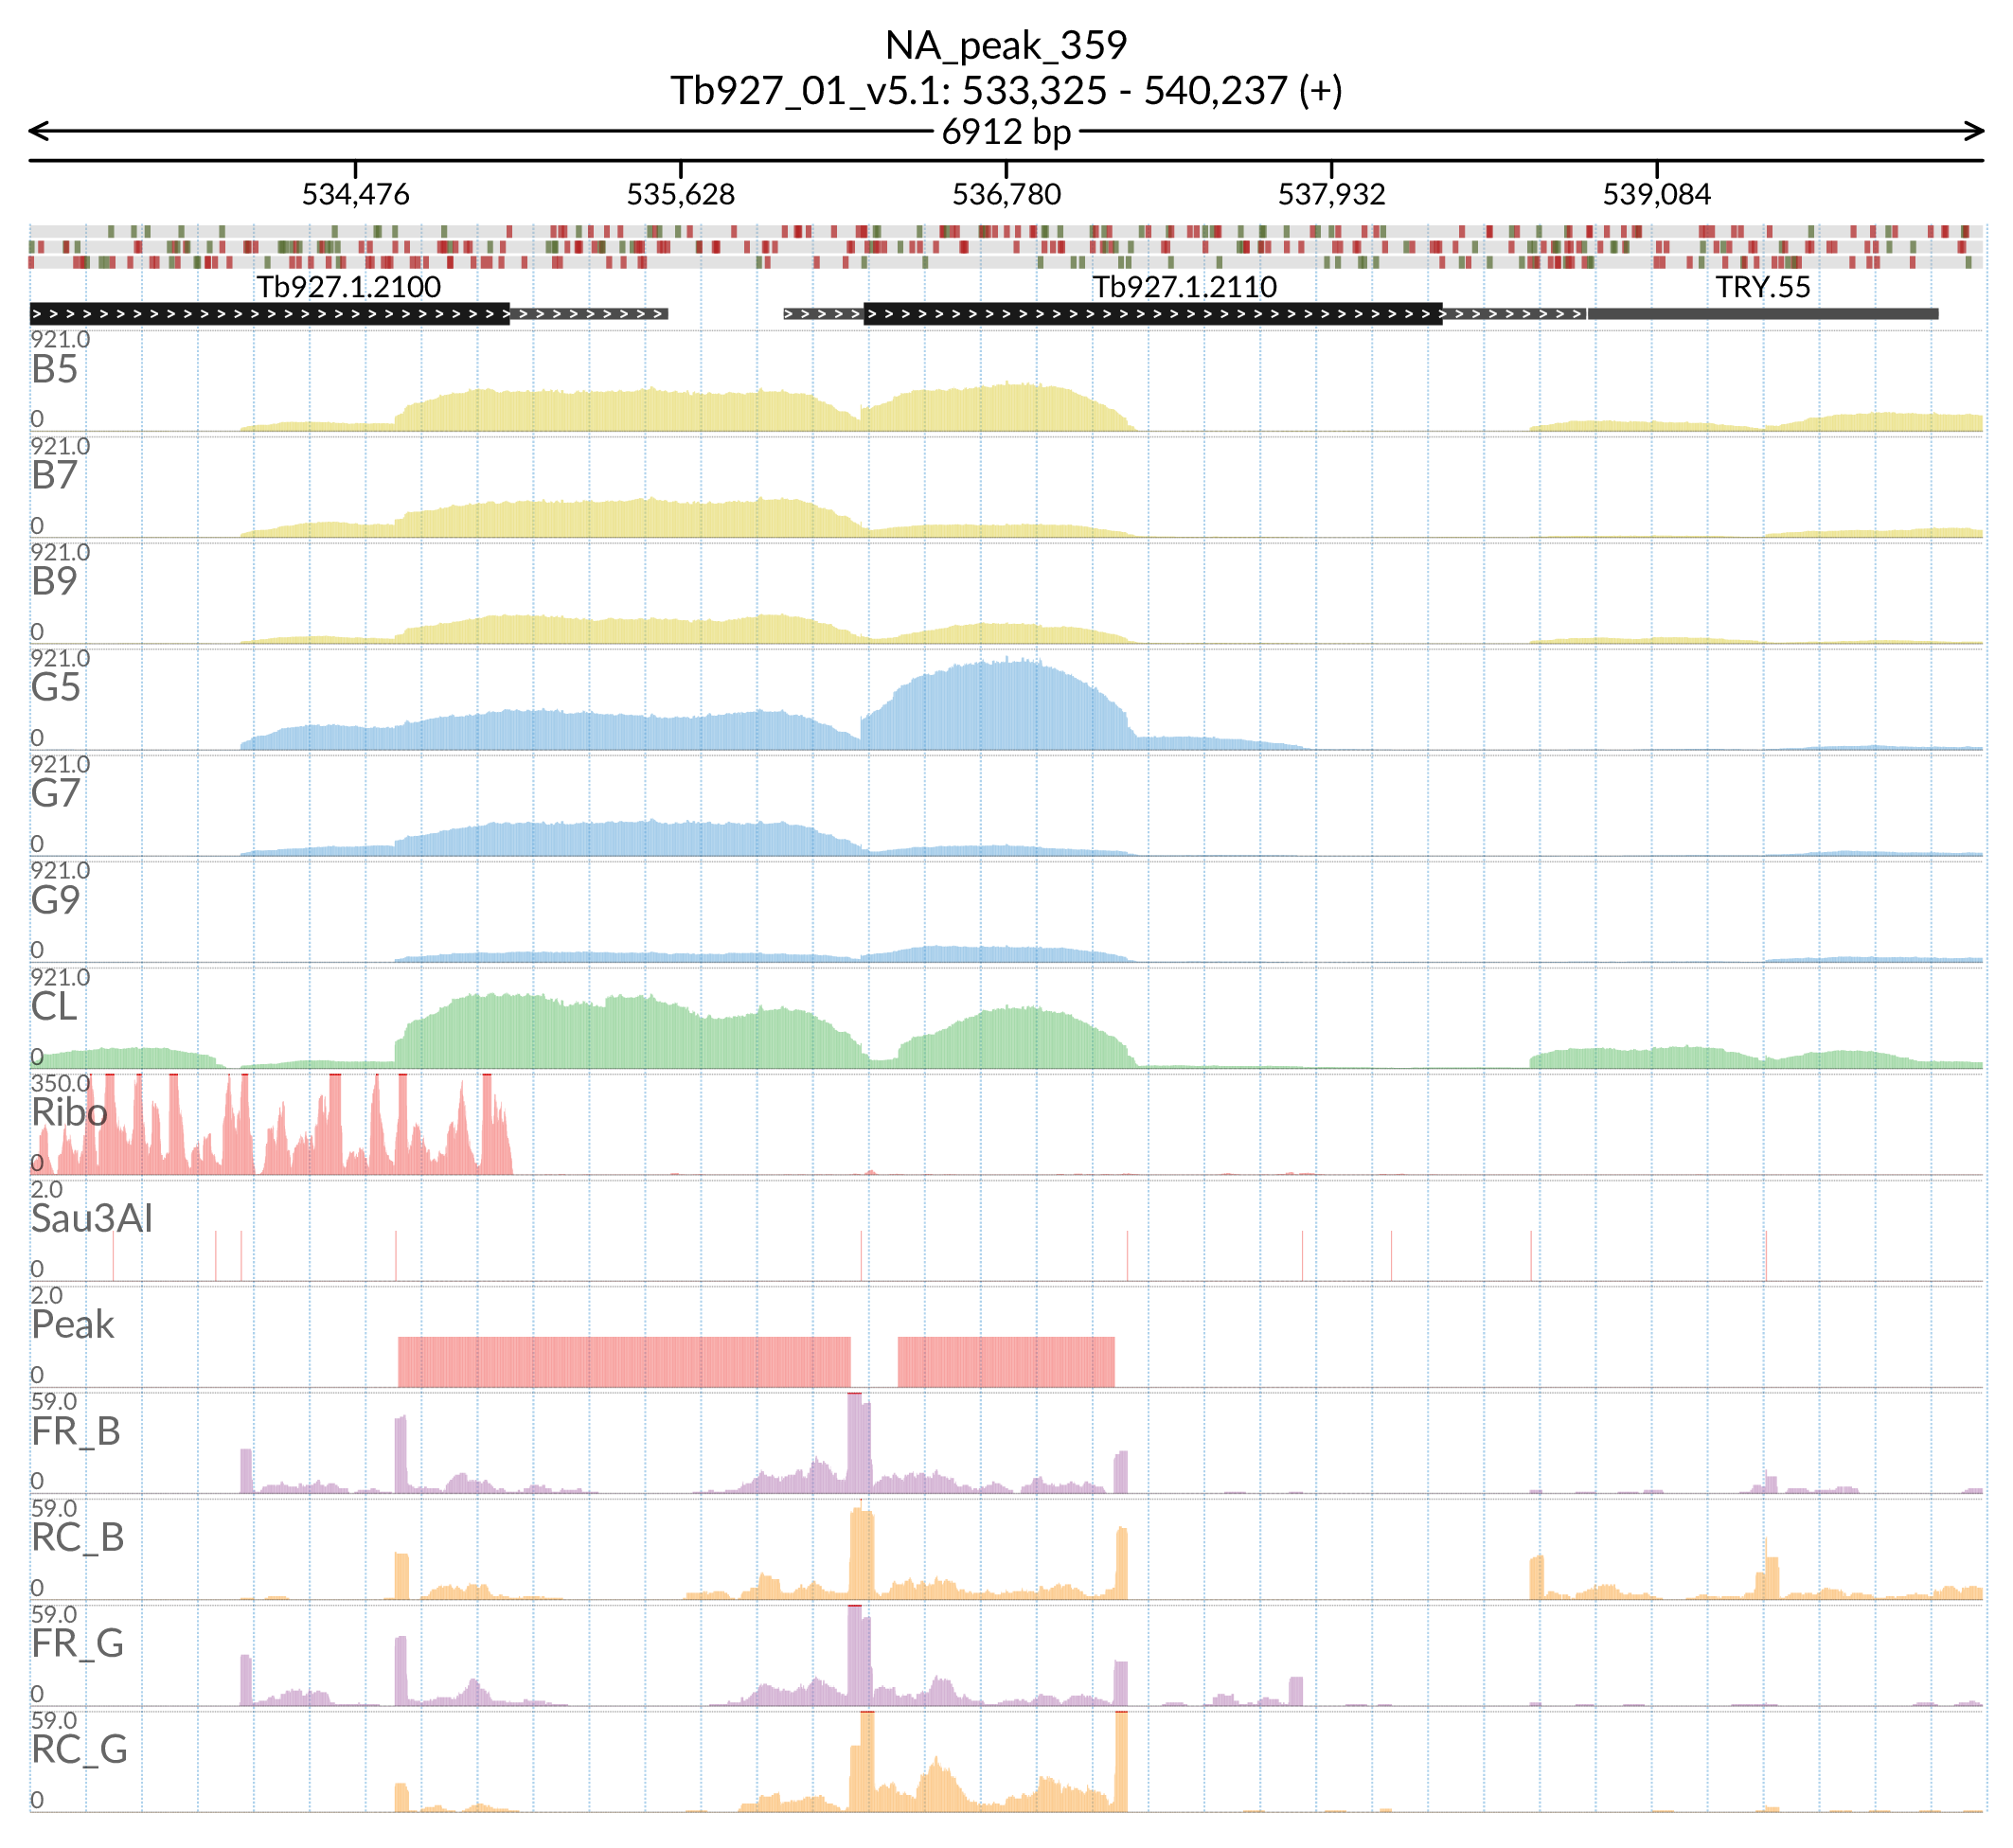 NA_peak_359
Tb927_01_v5.1: 533,325 - 540,237 (+)
6912 bp
534,476 535,628 536,780 537,932 539,084
Tb927.1.2100 Tb927.1.2110 TRY.55
921.0
B5
0
921.0
B7
0
921.0
B9
0
921.0
G5
0
921.0
G7
0
921.0
G9
0
921.0
CL
0
350.0
Ribo
0
2.0
Sau3AI
0
2.0
Peak
0
59.0
FR_B
0
59.0
RC_B
0
59.0
FR_G
0
59.0
RC_G
0